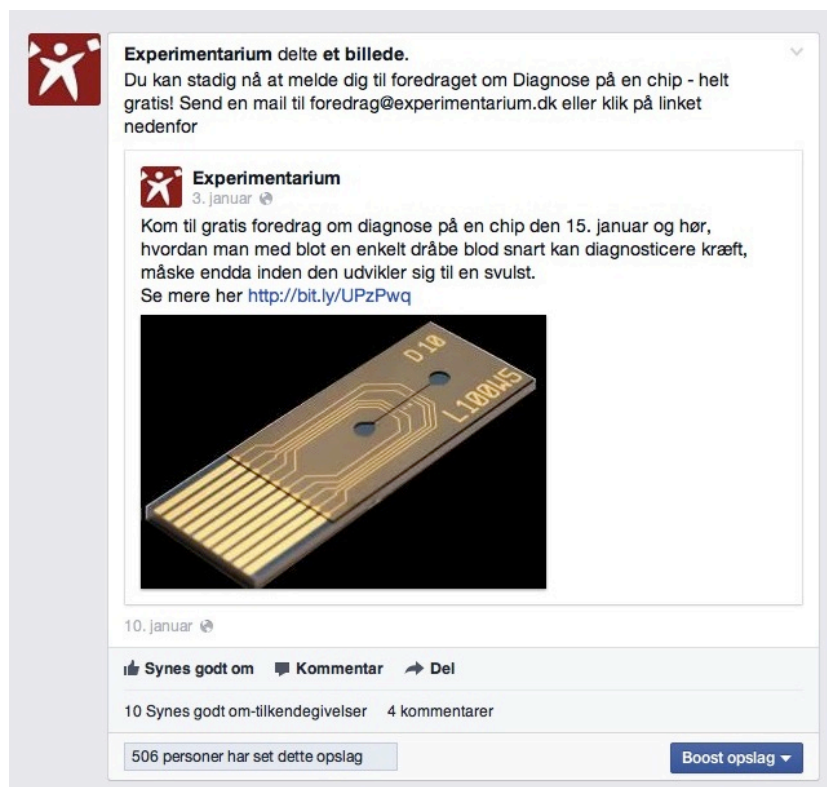 Experimentarium delte et billede.
Du kan stadig nå at melde dig til foredraget om Diagnose på en chip - helt
gratis! Send en mail til foredrag@experimentarium.dk eller klik på linket
nedenfor
Experimentarium
3. januar
Kom til gratis foredrag om diagnose på en chip den 15. januar og hør,
hvordan man med blot en enkelt dråbe blod snart kan diagnosticere kræft,
måske endda inden den udvikler sig til en svulst.
Se mere her http://bit.ly/UPzPwq
D10
L100WS
10. januar
Synes godt om Kommentar Del
10 Synes godt om-tilkendegivelser 4 kommentarer
506 personer har set dette opslag Boost opslag